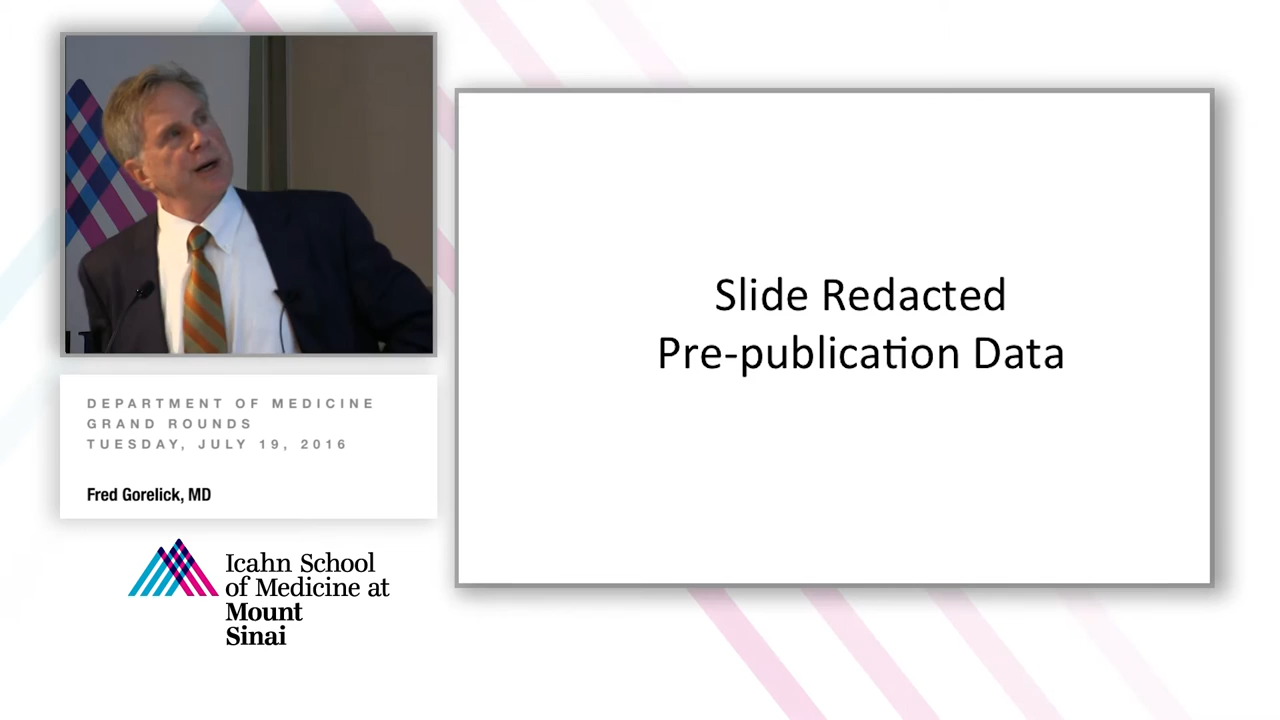 DEPARTMENT OF MEDICINE
GRAND ROUNDS
TUESDAY, JULY 19, 2016
Fred Gorelick, MD
Icahn School
of Medicine at
Mount
Sinai
Slide Redacted
Pre-publication Data